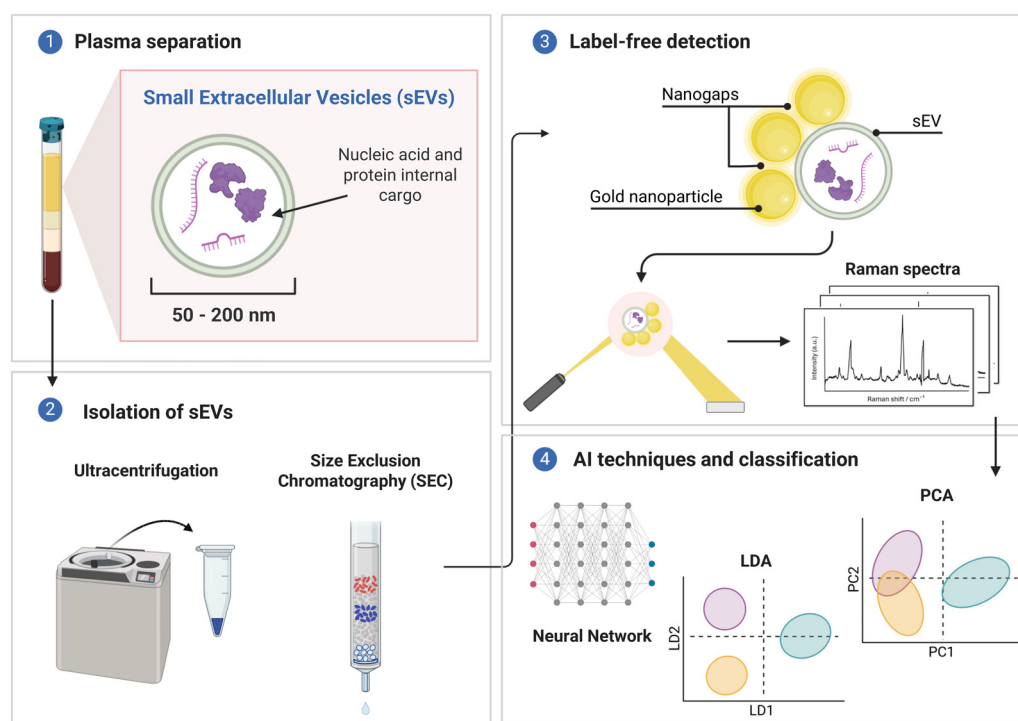 1 Plasma separation
Small Extracellular Vesicles (sEVs)
Nucleic acid and
protein internal
cargo
50 - 200 nm
2 Isolation of sEVs
Ultracentrifugation
Size Exclusion
Chromatography (SEC)
3 Label-free detection
Nanogaps
sEV
Gold nanoparticle
Raman spectra
Intensity (a.u.)
Raman shift / cm⁻¹
4 AI techniques and classification
Neural Network
LDA
LD2
LD1
PCA
PC2
PC1